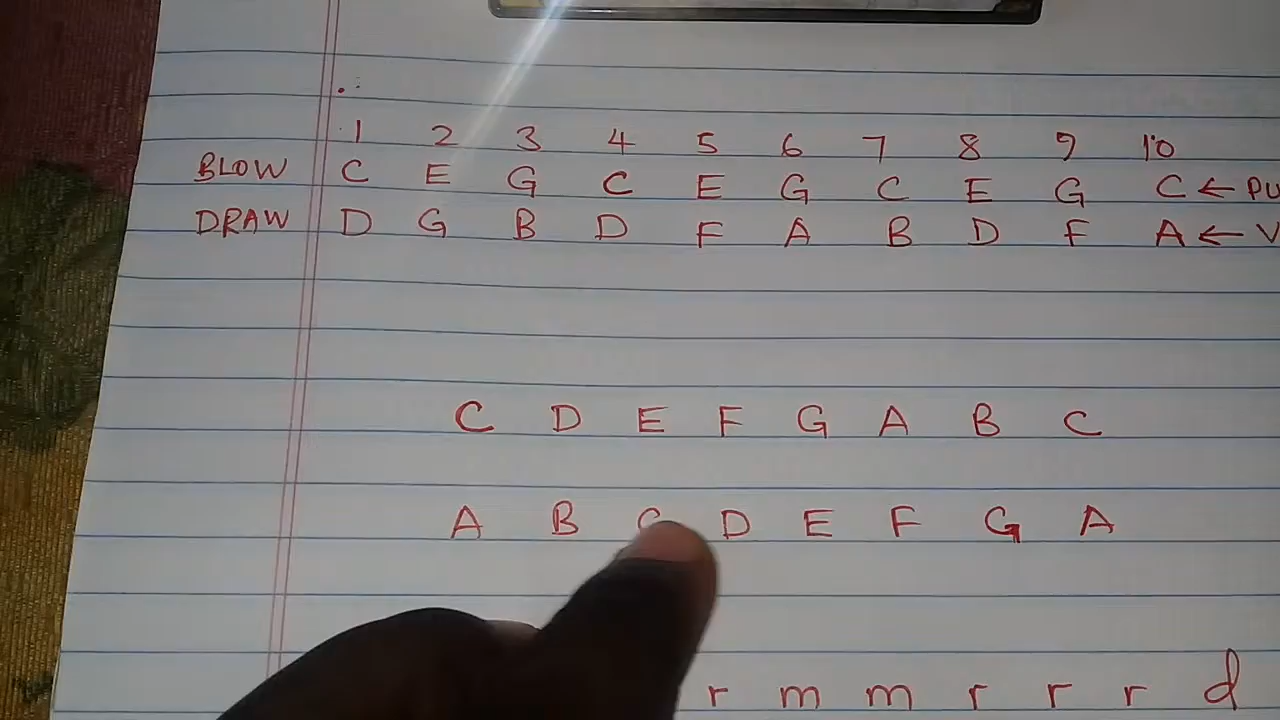 1 2 3 4 5 6 7 8 9 10
BLOW C E G C E G C E G C ← PU
DRAW D G B D F A B D F A ← V
C D E F G A B C
A B C D E F G A
r m m r r r d